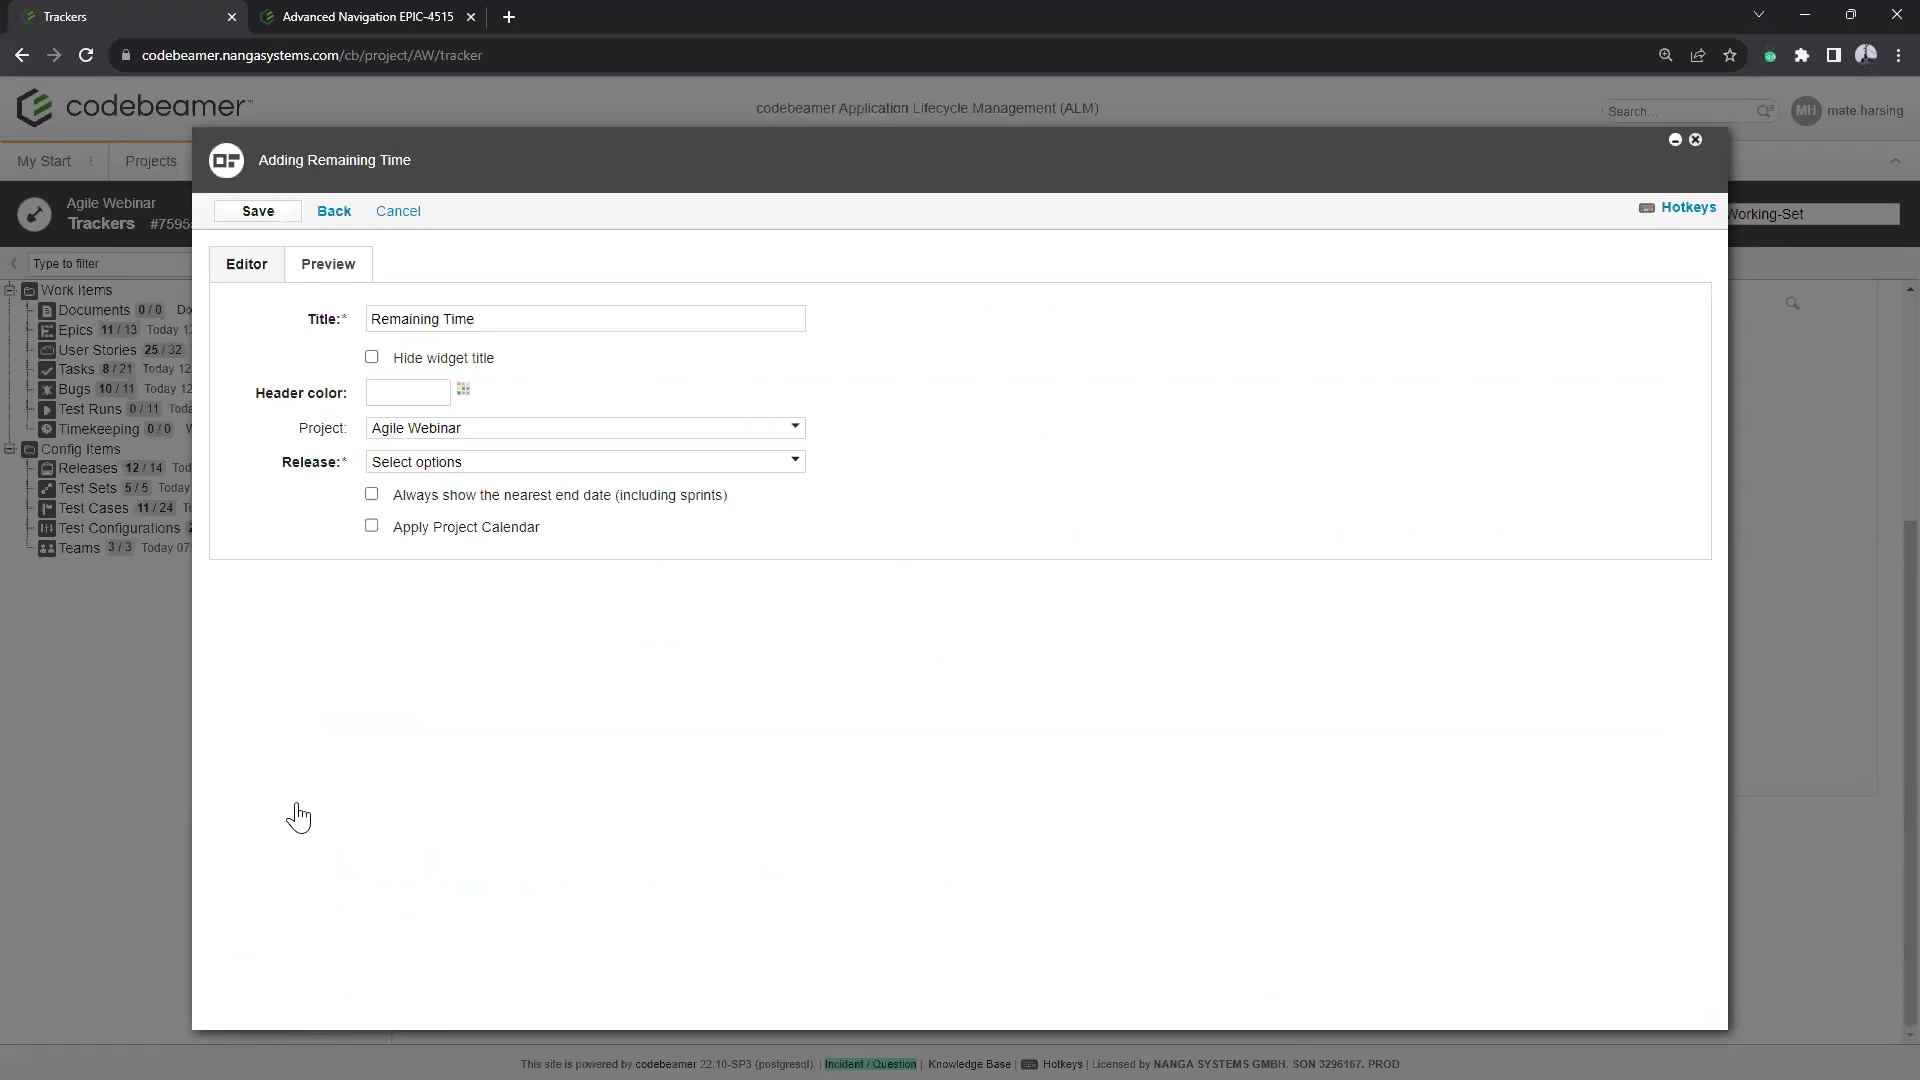 Trackers
Advanced Navigation EPIC-4515
codebeamer.nangasystems.com/cb/project/AW/tracker
codebeamer
codebeamer Application Lifecycle Management (ALM)
Search...
MH
mate.harsing
My Start
Projects
Adding Remaining Time
Agile Webinar
Trackers #7595
Working-Set
Save
Back
Cancel
Hotkeys
Type to filter
Editor
Preview
Title:*
Remaining Time
Hide widget title
Header color:
Project:
Agile Webinar
Release:*
Select options
Always show the nearest end date (including sprints)
Apply Project Calendar
Work Items
Documents 0 / 0
Epics 11 / 13 Today
User Stories 25 / 32
Tasks 8 / 21 Today 12
Bugs 10 / 11 Today 12
Test Runs 0 / 11
Timekeeping 0 / 0
Config Items
Releases 12 / 14
Test Sets 5 / 5 Today
Test Cases 11 / 24
Test Configurations
Teams 3 / 3 Today 07
This site is powered by codebeamer 22.10-SP3 (postgresql) | Incident / Question | Knowledge Base | Hotkeys | Licensed by NANGA SYSTEMS GMBH. SON 3296167. PROD